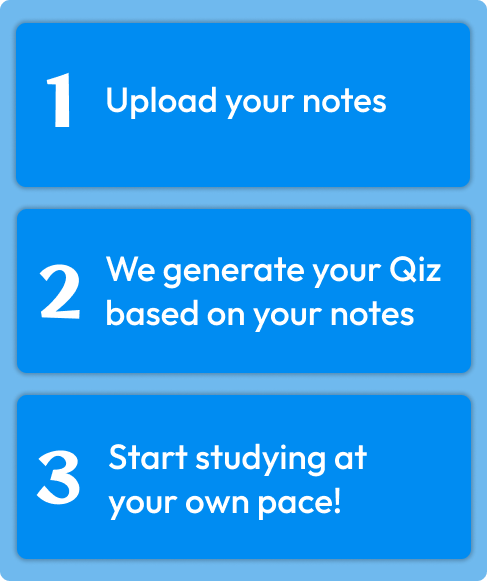 1
Upload your notes
2
We generate your Qiz
based on your notes
3
Start studying at
your own pace!